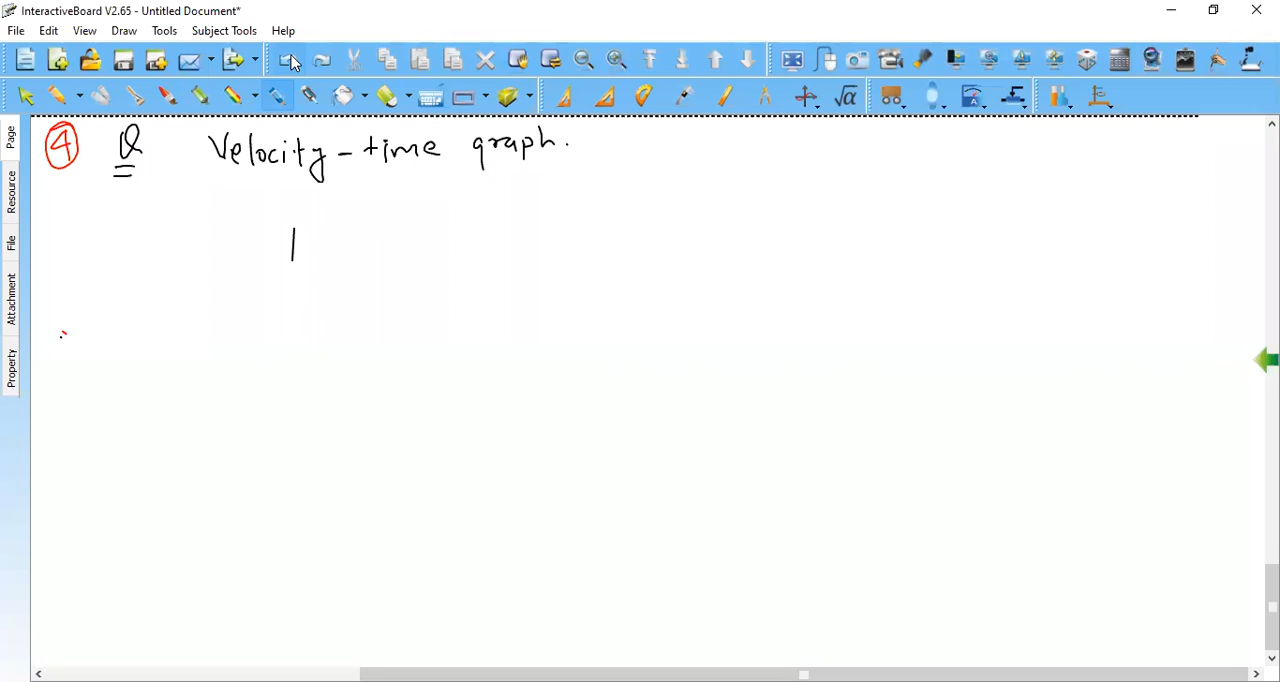 InteractiveBoard V2.65 - Untitled Document*
File Edit View Draw Tools Subject Tools Help
Page
Resource
File
Attachment
Property
4 Q Velocity - time graph.